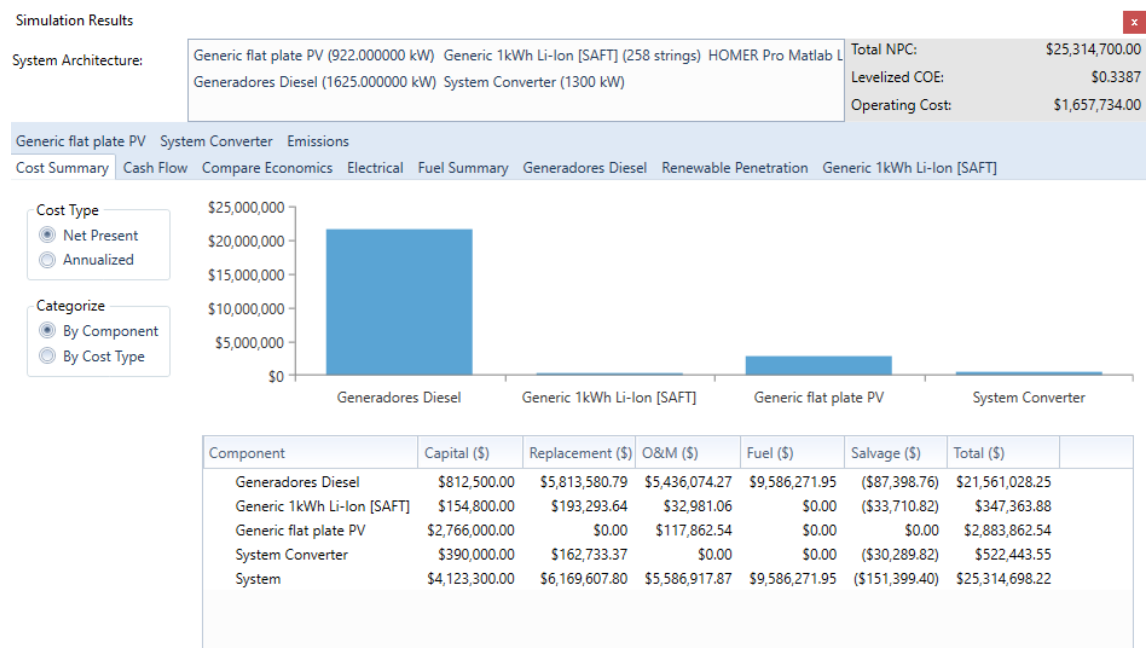 Simulation Results
x
System Architecture:
Generic flat plate PV (922.000000 kW) Generic 1kWh Li-Ion [SAFT] (258 strings) HOMER Pro Matlab L
Generadores Diesel (1625.000000 kW) System Converter (1300 kW)
Total NPC: $25,314,700.00
Levelized COE: $0.3387
Operating Cost: $1,657,734.00
Generic flat plate PV System Converter Emissions
Cost Summary Cash Flow Compare Economics Electrical Fuel Summary Generadores Diesel Renewable Penetration Generic 1kWh Li-Ion [SAFT]
Cost Type
Net Present
Annualized
Categorize
By Component
By Cost Type
$25,000,000
$20,000,000
$15,000,000
$10,000,000
$5,000,000
$0
Generadores Diesel Generic 1kWh Li-Ion [SAFT] Generic flat plate PV System Converter
Component Capital ($) Replacement ($) O&M ($) Fuel ($) Salvage ($) Total ($)
Generadores Diesel $812,500.00 $5,813,580.79 $5,436,074.27 $9,586,271.95 ($87,398.76) $21,561,028.25
Generic 1kWh Li-Ion [SAFT] $154,800.00 $193,293.64 $32,981.06 $0.00 ($33,710.82) $347,363.88
Generic flat plate PV $2,766,000.00 $0.00 $117,862.54 $0.00 $0.00 $2,883,862.54
System Converter $390,000.00 $162,733.37 $0.00 $0.00 ($30,289.82) $522,443.55
System $4,123,300.00 $6,169,607.80 $5,586,917.87 $9,586,271.95 ($151,399.40) $25,314,698.22